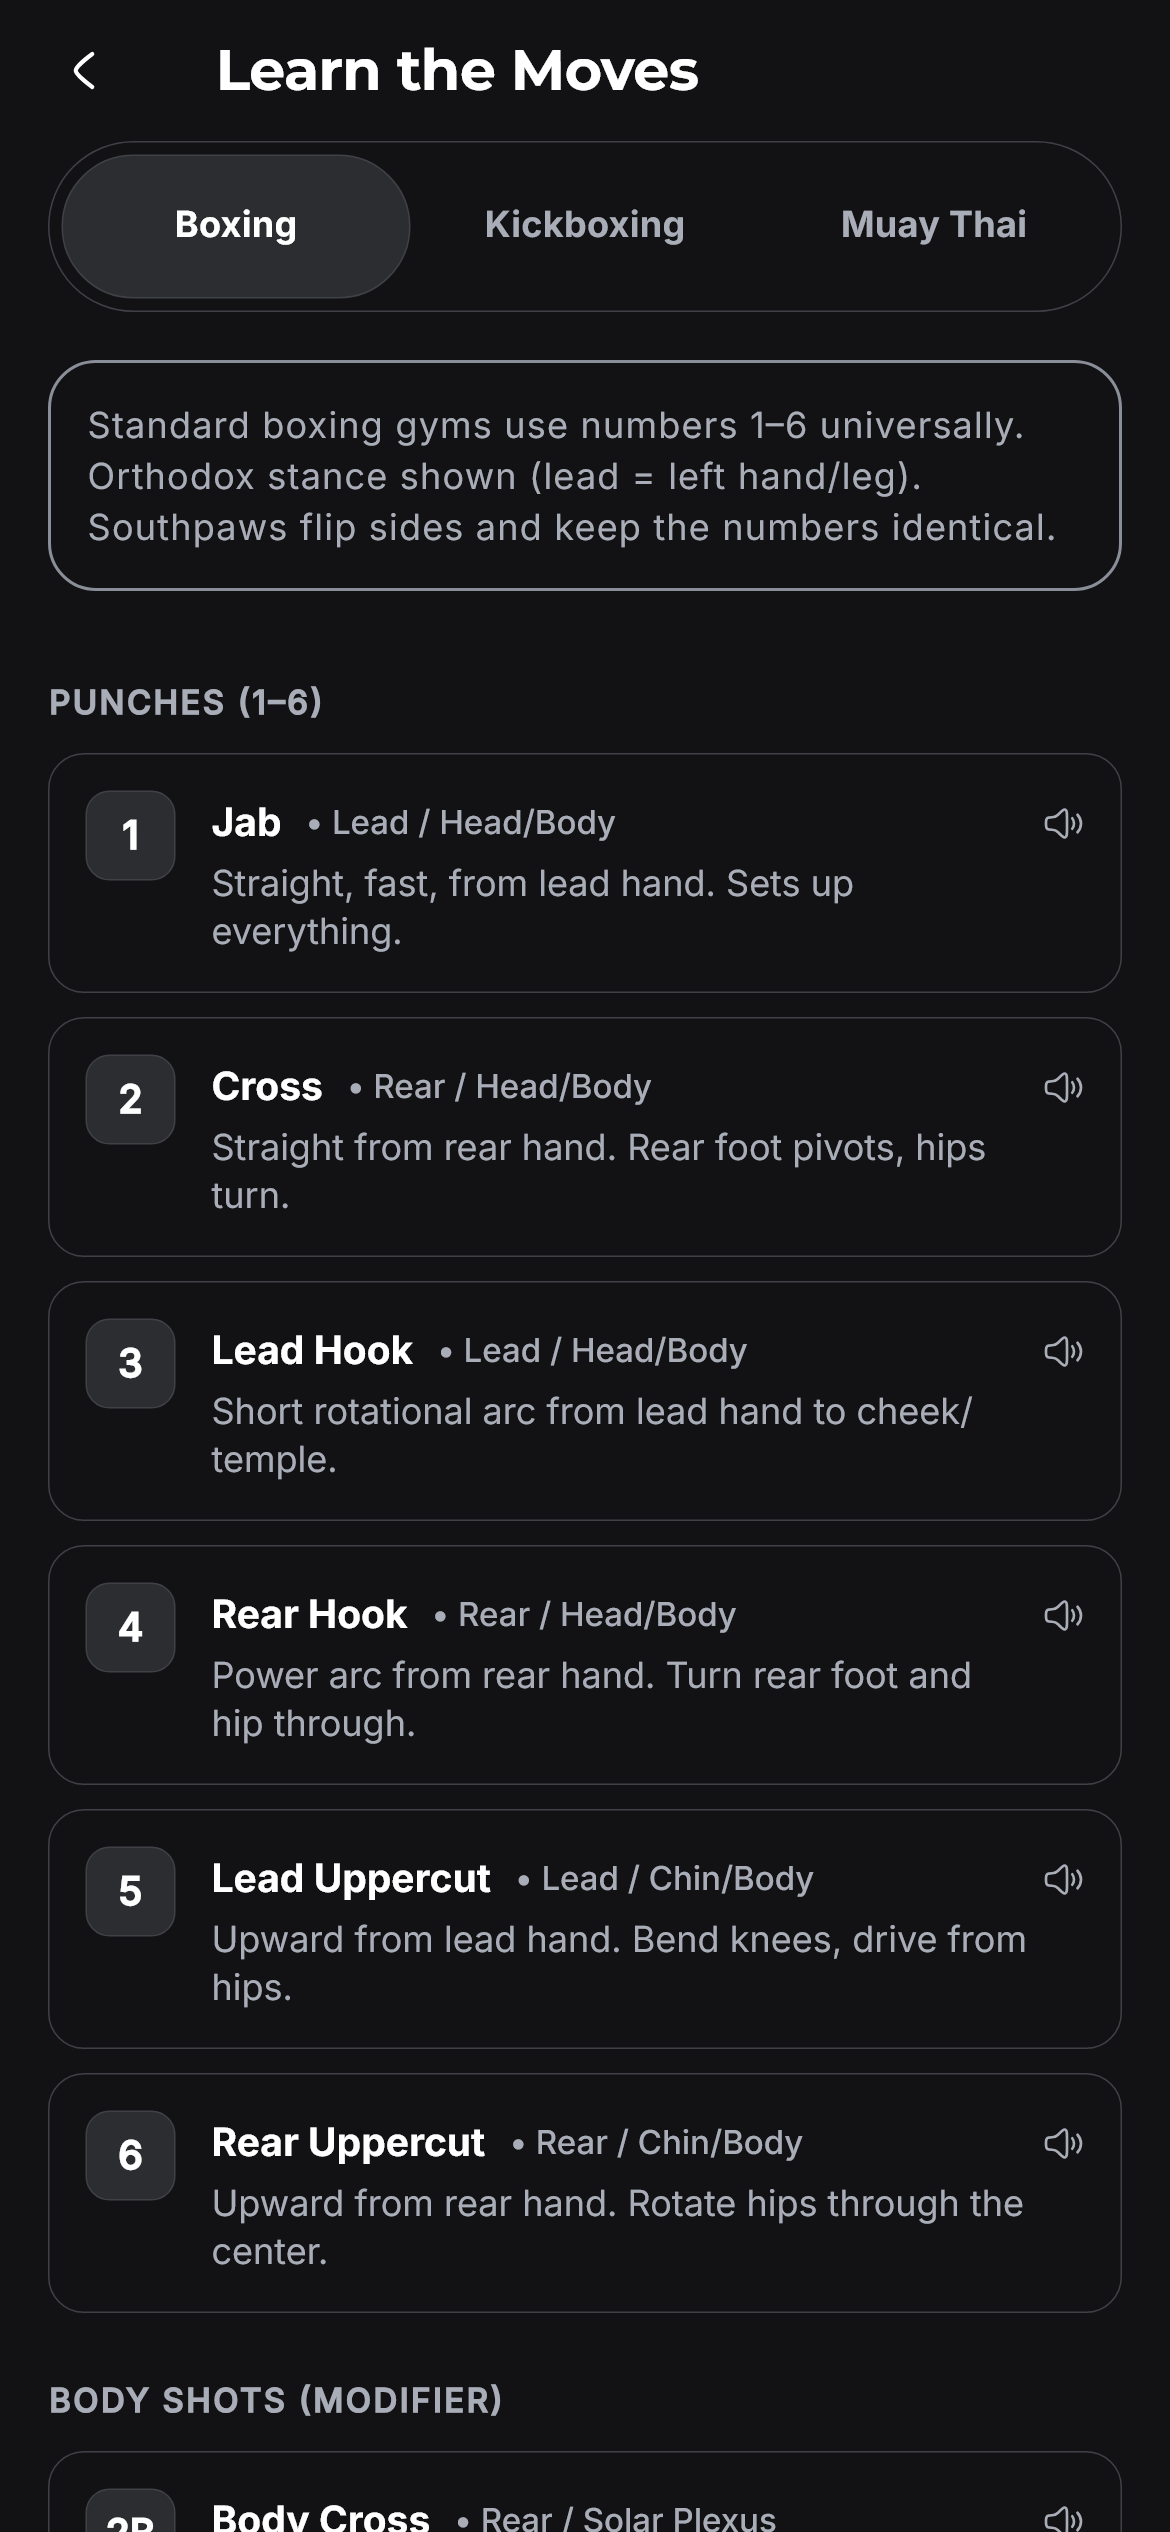 Learn the Moves
Boxing Kickboxing Muay Thai
Standard boxing gyms use numbers 1–6 universally.
Orthodox stance shown (lead = left hand/leg).
Southpaws flip sides and keep the numbers identical.
PUNCHES (1–6)
1 Jab • Lead / Head/Body
Straight, fast, from lead hand. Sets up
everything.
2 Cross • Rear / Head/Body
Straight from rear hand. Rear foot pivots, hips
turn.
3 Lead Hook • Lead / Head/Body
Short rotational arc from lead hand to cheek/
temple.
4 Rear Hook • Rear / Head/Body
Power arc from rear hand. Turn rear foot and
hip through.
5 Lead Uppercut • Lead / Chin/Body
Upward from lead hand. Bend knees, drive from
hips.
6 Rear Uppercut • Rear / Chin/Body
Upward from rear hand. Rotate hips through the
center.
BODY SHOTS (MODIFIER)
Body Cross • Rear / Solar Plexus